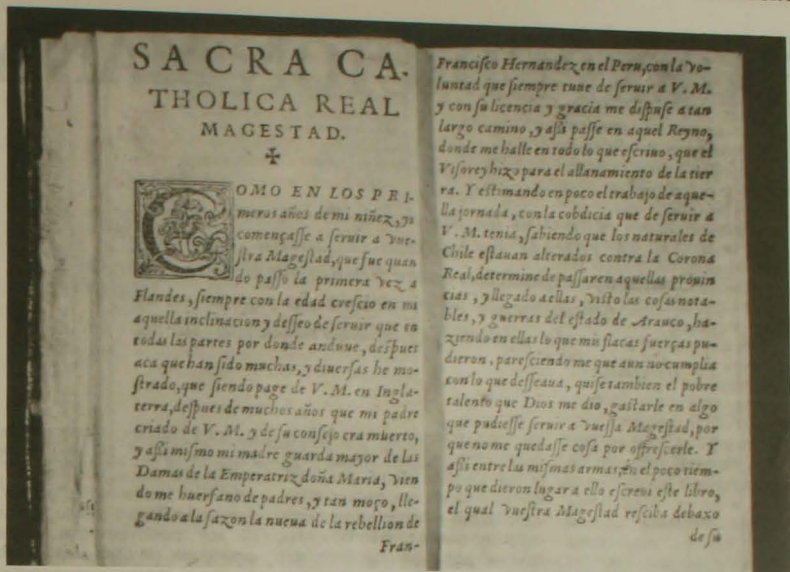 SACRA CA-
THOLICA REAL
MAGESTAD.
COMO EN LOS PRI-
meros años de mi niñez, yo
començasse a seruir a Vue-
stra Magestad, que fue quan
do passo la primera vez a
Flandes, siempre con la edad crescio en mi
aquella inclinacion y desseo de seruir que en
todas las partes por donde anduue, despues
aca que han sido muchas, y diuersas he mo-
strado, que siendo page de V. M. en Ingla-
terra, despues de muchos años que mi padre
criado de V. M. y de su consejo era muerto,
y assi mismo mi madre guarda mayor de las
Damas de la Emperatriz doña Maria, vien
do me huerfano de padres, y tan moço, lle-
gando a la sazon la nueua de la rebellion de
Fran-
Francisco Hernandez en el Peru, con la vo-
luntad que siempre tuue de seruir a V. M.
y con su licencia y gracia me dispuse a tan
largo camino, y assi passe en aquel Reyno,
donde me halle en todo lo que escriuo, que el
Visorey hizo para el allanamiento de la tier
ra. Y estimando en poco el trabajo de aque-
lla jornada, con la cobdicia que de seruir a
V. M. tenia, sabiendo que los naturales de
Chile estauan alterados contra la Corona
Real, determine de passar en aquellas prouin
cias, y llegado a ellas, visto las cosas nota-
bles, y guerras del estado de Arauco, ha-
ziendo en ellas lo que mis flacas fuerças pu-
dieron. paresciendo me que aun no cumplia
con lo que desseaua, quise tambien el pobre
talento que Dios me dio, gastarle en algo
que pudiesse seruir a Vuessa Magestad, por
que no me quedasse cosa por offrescerle. Y
assi entre las mismas armas, en el poco tiem-
po que dieron lugar a ello escreui este libro,
el qual Vuestra Magestad resciba debaxo
de su